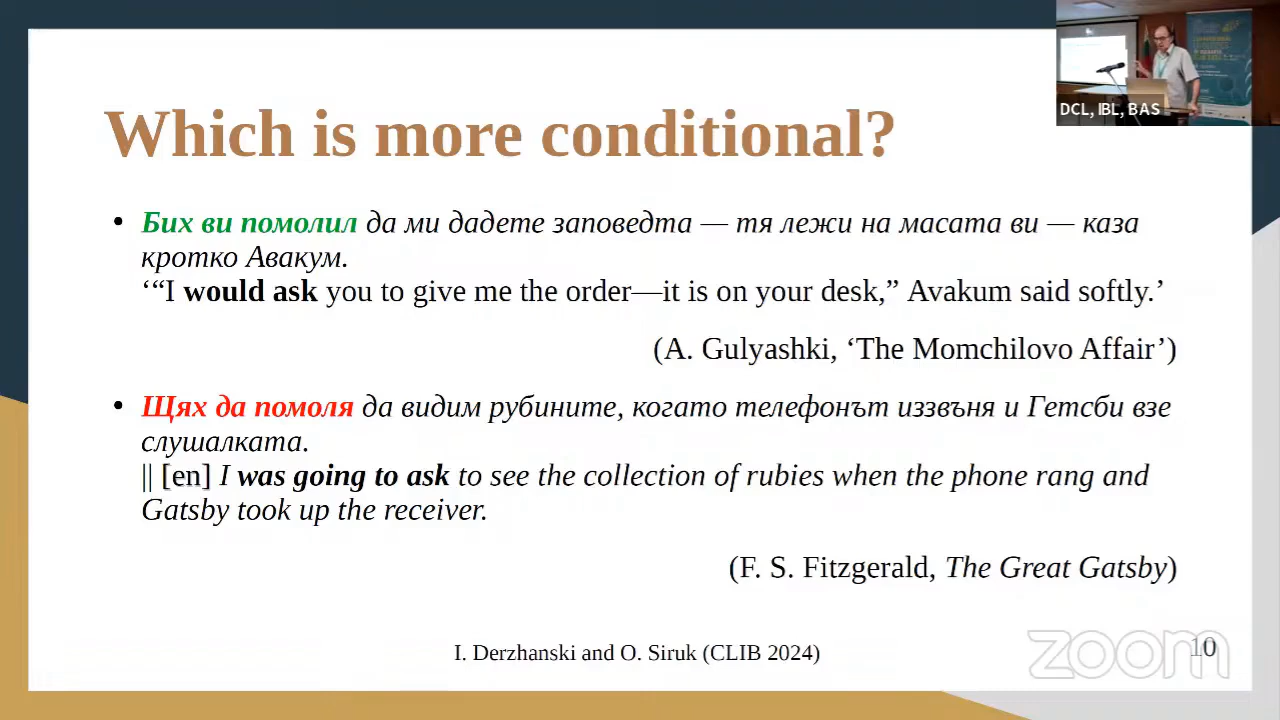 DCL, IBL, BAS
Which is more conditional?
• Бих ви помолил да ми дадете заповедта — тя лежи на масата ви — каза
кротко Авакум.
‘“I would ask you to give me the order—it is on your desk,” Avakum said softly.’
(A. Gulyashki, ‘The Momchilovo Affair’)
• Щях да помоля да видим рубините, когато телефонът иззвъня и Гетсби взе
слушалката.
|| [en] I was going to ask to see the collection of rubies when the phone rang and
Gatsby took up the receiver.
(F. S. Fitzgerald, The Great Gatsby)
I. Derzhanski and O. Siruk (CLIB 2024)
10
zoom